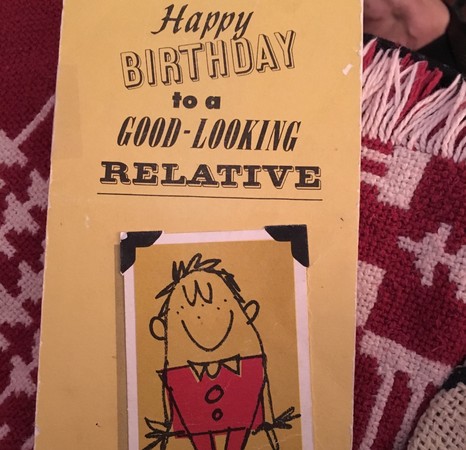 Happy
BIRTHDAY
to a
GOOD-LOOKING
RELATIVE